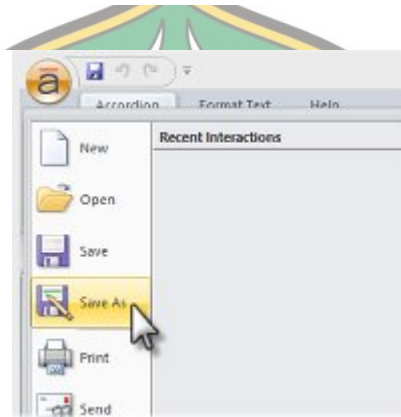 a
Accordion Format Text Help
New
Recent Interactions
Open
Save
Save As
Print
Send